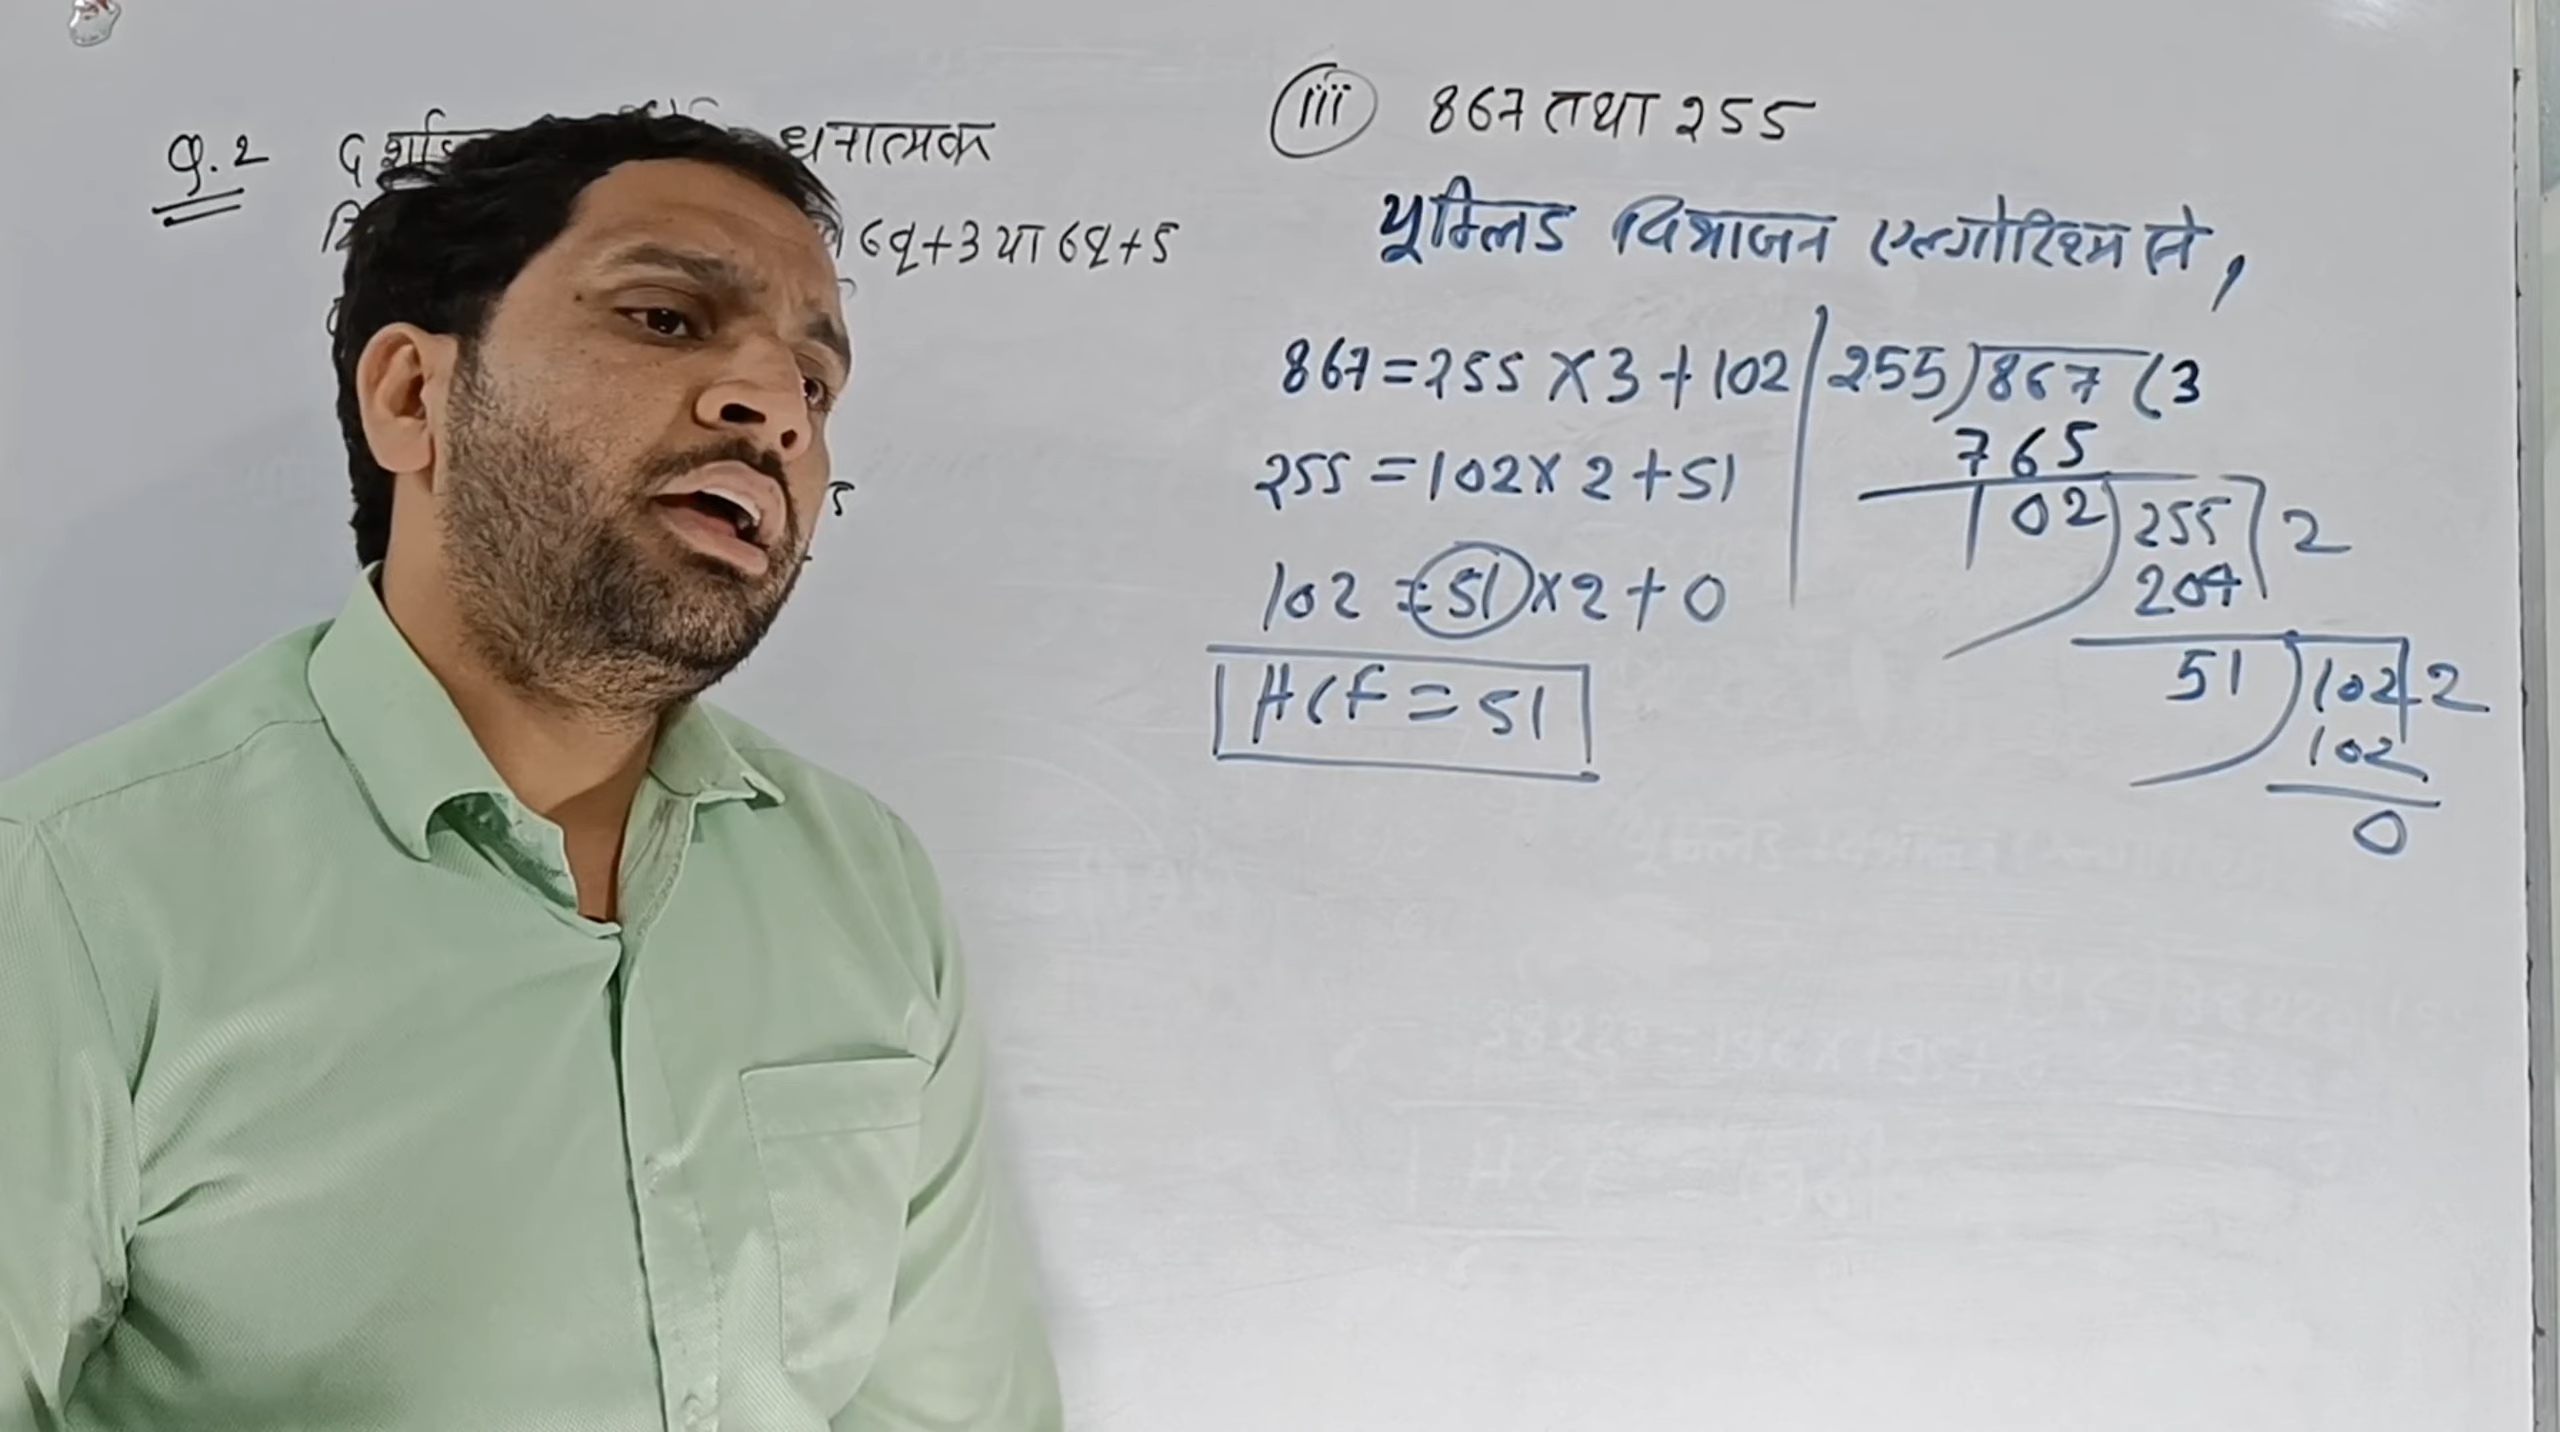 Q.2 धनात्मक
6q+3 या 6q+5
5
(iii) 867 तथा 255
यूक्लिड विभाजन एल्गोरिथ्म से,
867 = 255 × 3 + 102
255 = 102 × 2 + 51
102 = 51 × 2 + 0
HCF = 51
255) 867 (3
765
102) 255 2
204
51) 102 2
102
0